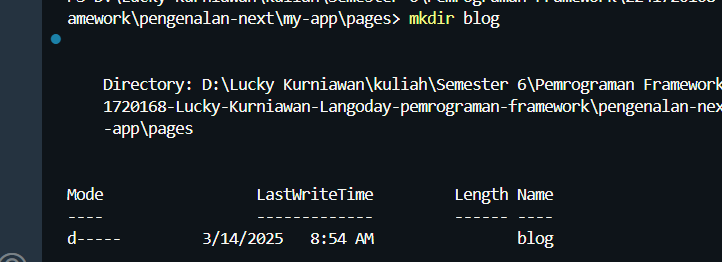 amework\pengenalan-next\my-app\pages> mkdir blog
Directory: D:\Lucky Kurniawan\kuliah\Semester 6\Pemrograman Framework
1720168-Lucky-Kurniawan-Langoday-pemrograman-framework\pengenalan-nex
-app\pages
Mode LastWriteTime Length Name
---- ------------- ------ ----
d----- 3/14/2025 8:54 AM blog